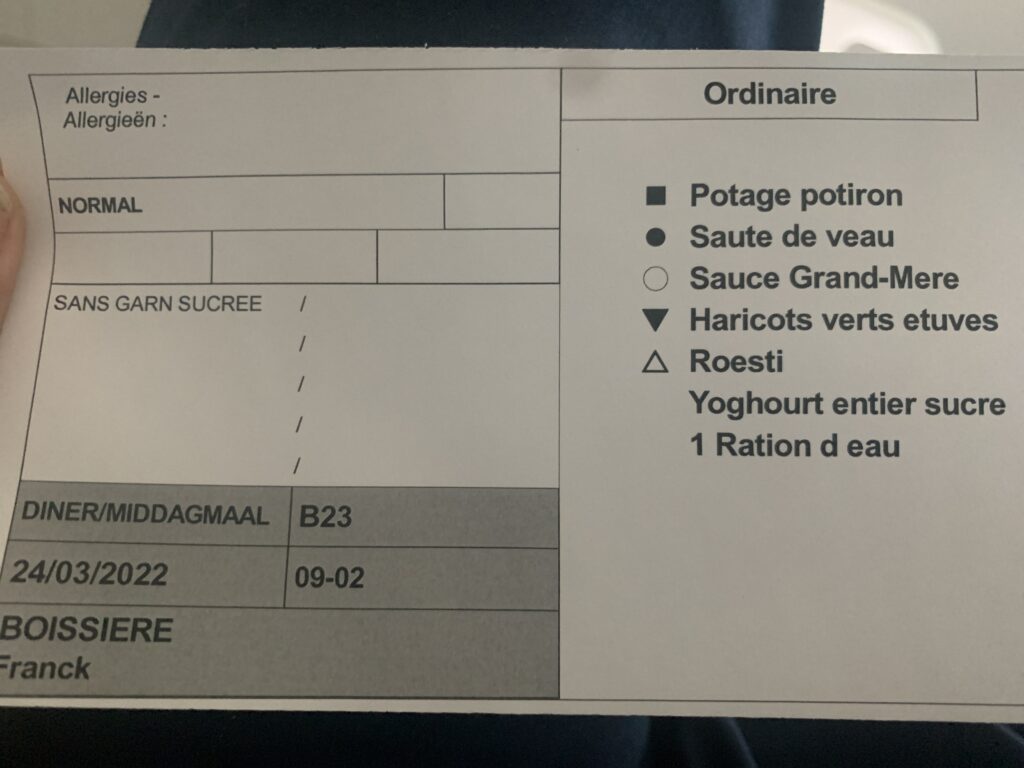 Allergies -
Allergieën :
NORMAL
SANS GARN SUCREE /
/
/
/
/
DINER/MIDDAGMAAL B23
24/03/2022 09-02
BOISSIERE
Franck
Ordinaire
Potage potiron
Saute de veau
Sauce Grand-Mere
Haricots verts etuves
Roesti
Yoghourt entier sucre
1 Ration d eau